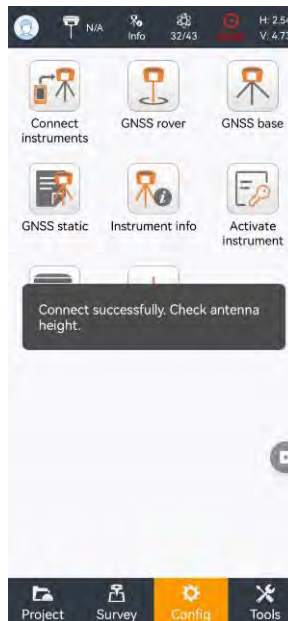 N/A
Info
32/43
H: 2.54
V: 4.73
Connect
instruments
GNSS rover
GNSS base
GNSS static
Instrument info
Activate
instrument
Connect successfully. Check antenna
height.
Project
Survey
Config
Tools